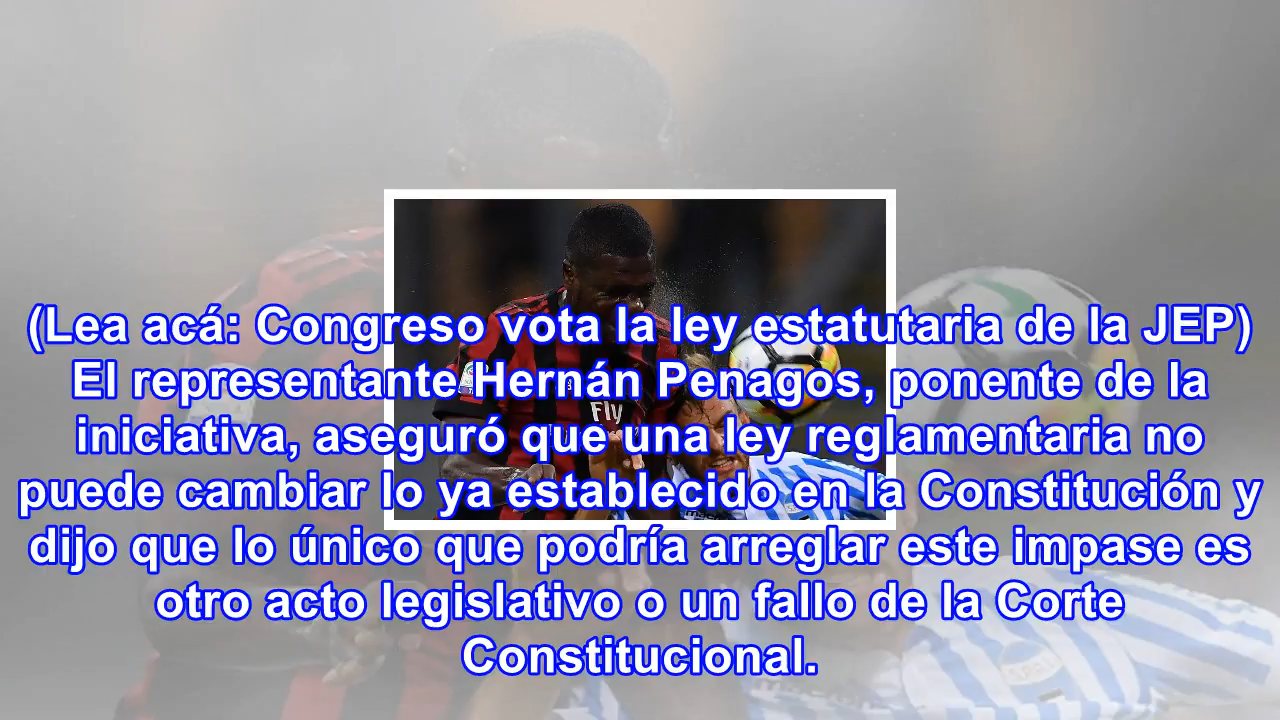 (Lea acá: Congreso vota la ley estatutaria de la JEP)
El representante Hernán Penagos, ponente de la
iniciativa, aseguró que una ley reglamentaria no
puede cambiar lo ya establecido en la Constitución y
dijo que lo único que podría arreglar este impase es
otro acto legislativo o un fallo de la Corte
Constitucional.
Fly